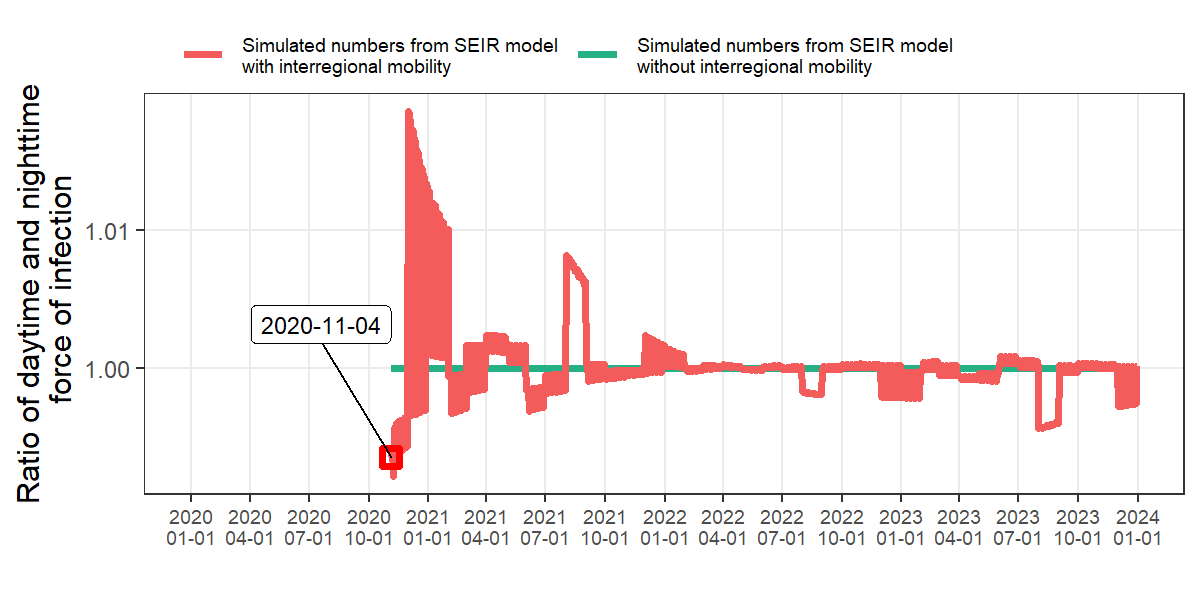 Simulated numbers from SEIR model
with interregional mobility
Simulated numbers from SEIR model
without interregional mobility
Ratio of daytime and nighttime
force of infection
1.01
1.00
2020-11-04
2020 2020 2020 2020 2021 2021 2021 2021 2022 2022 2022 2022 2023 2023 2023 2023 2024
01-01 04-01 07-01 10-01 01-01 04-01 07-01 10-01 01-01 04-01 07-01 10-01 01-01 04-01 07-01 10-01 01-01